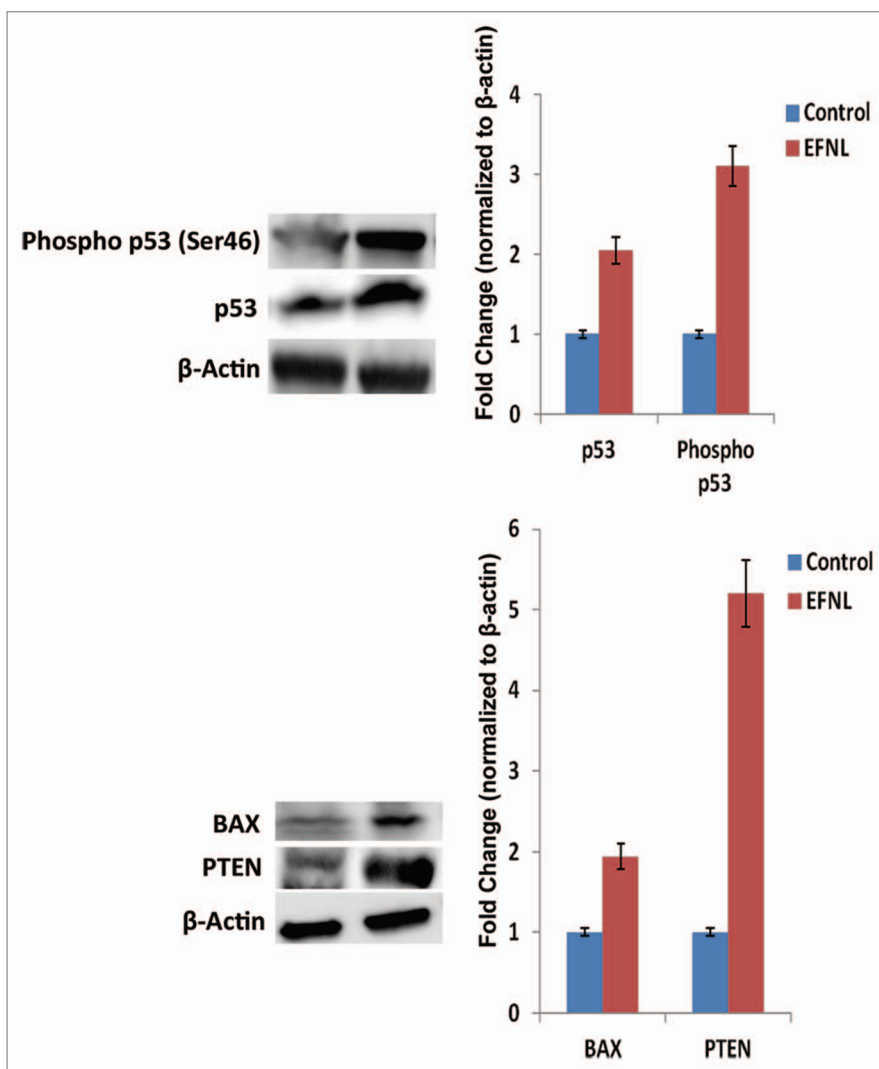 Phospho p53 (Ser46)
p53
β-Actin
Fold Change (normalized to β-actin)
4
3
2
1
0
p53
Phospho
p53
Control
EFNL
BAX
PTEN
β-Actin
Fold Change (normalized to β-actin)
6
5
4
3
2
1
0
BAX
PTEN
Control
EFNL